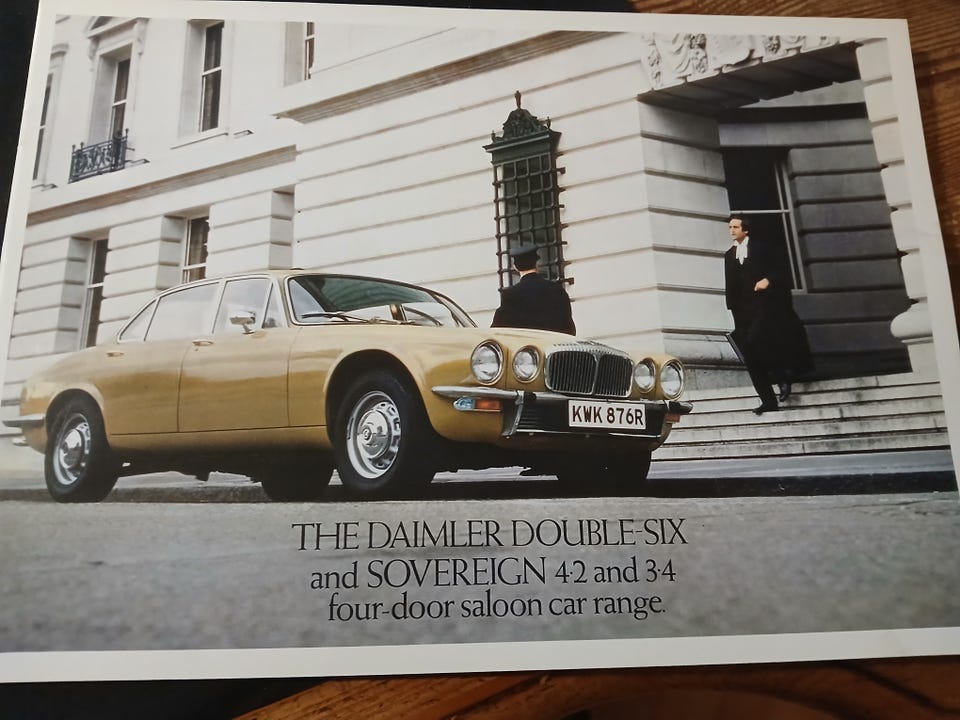 KWK 876R
THE DAIMLER DOUBLE-SIX
and SOVEREIGN 4·2 and 3·4
four-door saloon car range.